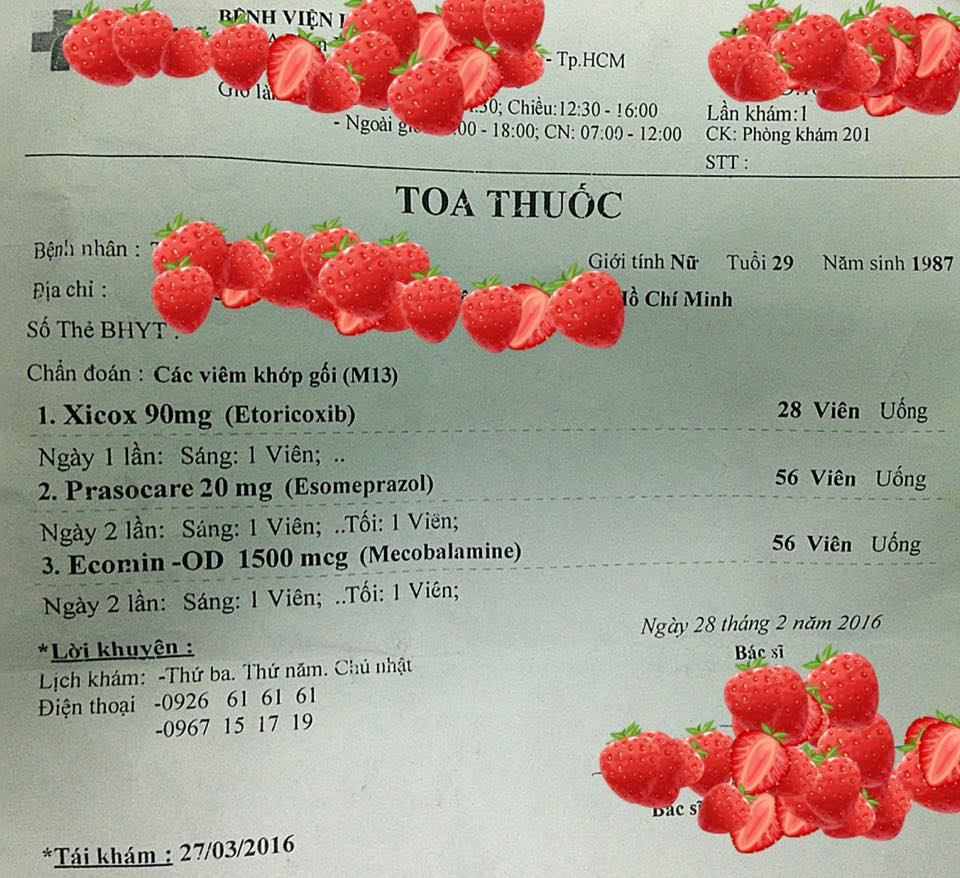 BỆNH VIỆN
- Tp.HCM
Chiều:12:30 - 16:00
- Ngoài 18:00; CN: 07:00 - 12:00
Lần khám:1
CK: Phòng khám 201
STT :
TOA THUỐC
Bệnh nhân : Giới tính Nữ Tuổi 29 Năm sinh 1987
Địa chỉ : Hồ Chí Minh
Số Thẻ BHYT :
Chẩn đoán : Các viêm khớp gối (M13)
1. Xicox 90mg (Etoricoxib) 28 Viên Uống
Ngày 1 lần: Sáng: 1 Viên; ..
2. Prasocare 20 mg (Esomeprazol) 56 Viên Uống
Ngày 2 lần: Sáng: 1 Viên; ..Tối: 1 Viên;
3. Ecomin -OD 1500 mcg (Mecobalamine) 56 Viên Uống
Ngày 2 lần: Sáng: 1 Viên; ..Tối: 1 Viên;
Ngày 28 tháng 2 năm 2016
Bác sĩ
*Lời khuyên :
Lịch khám: -Thứ ba. Thứ năm. Chủ nhật
Điện thoại -0926 61 61 61
-0967 15 17 19
Bác sĩ
*Tái khám : 27/03/2016